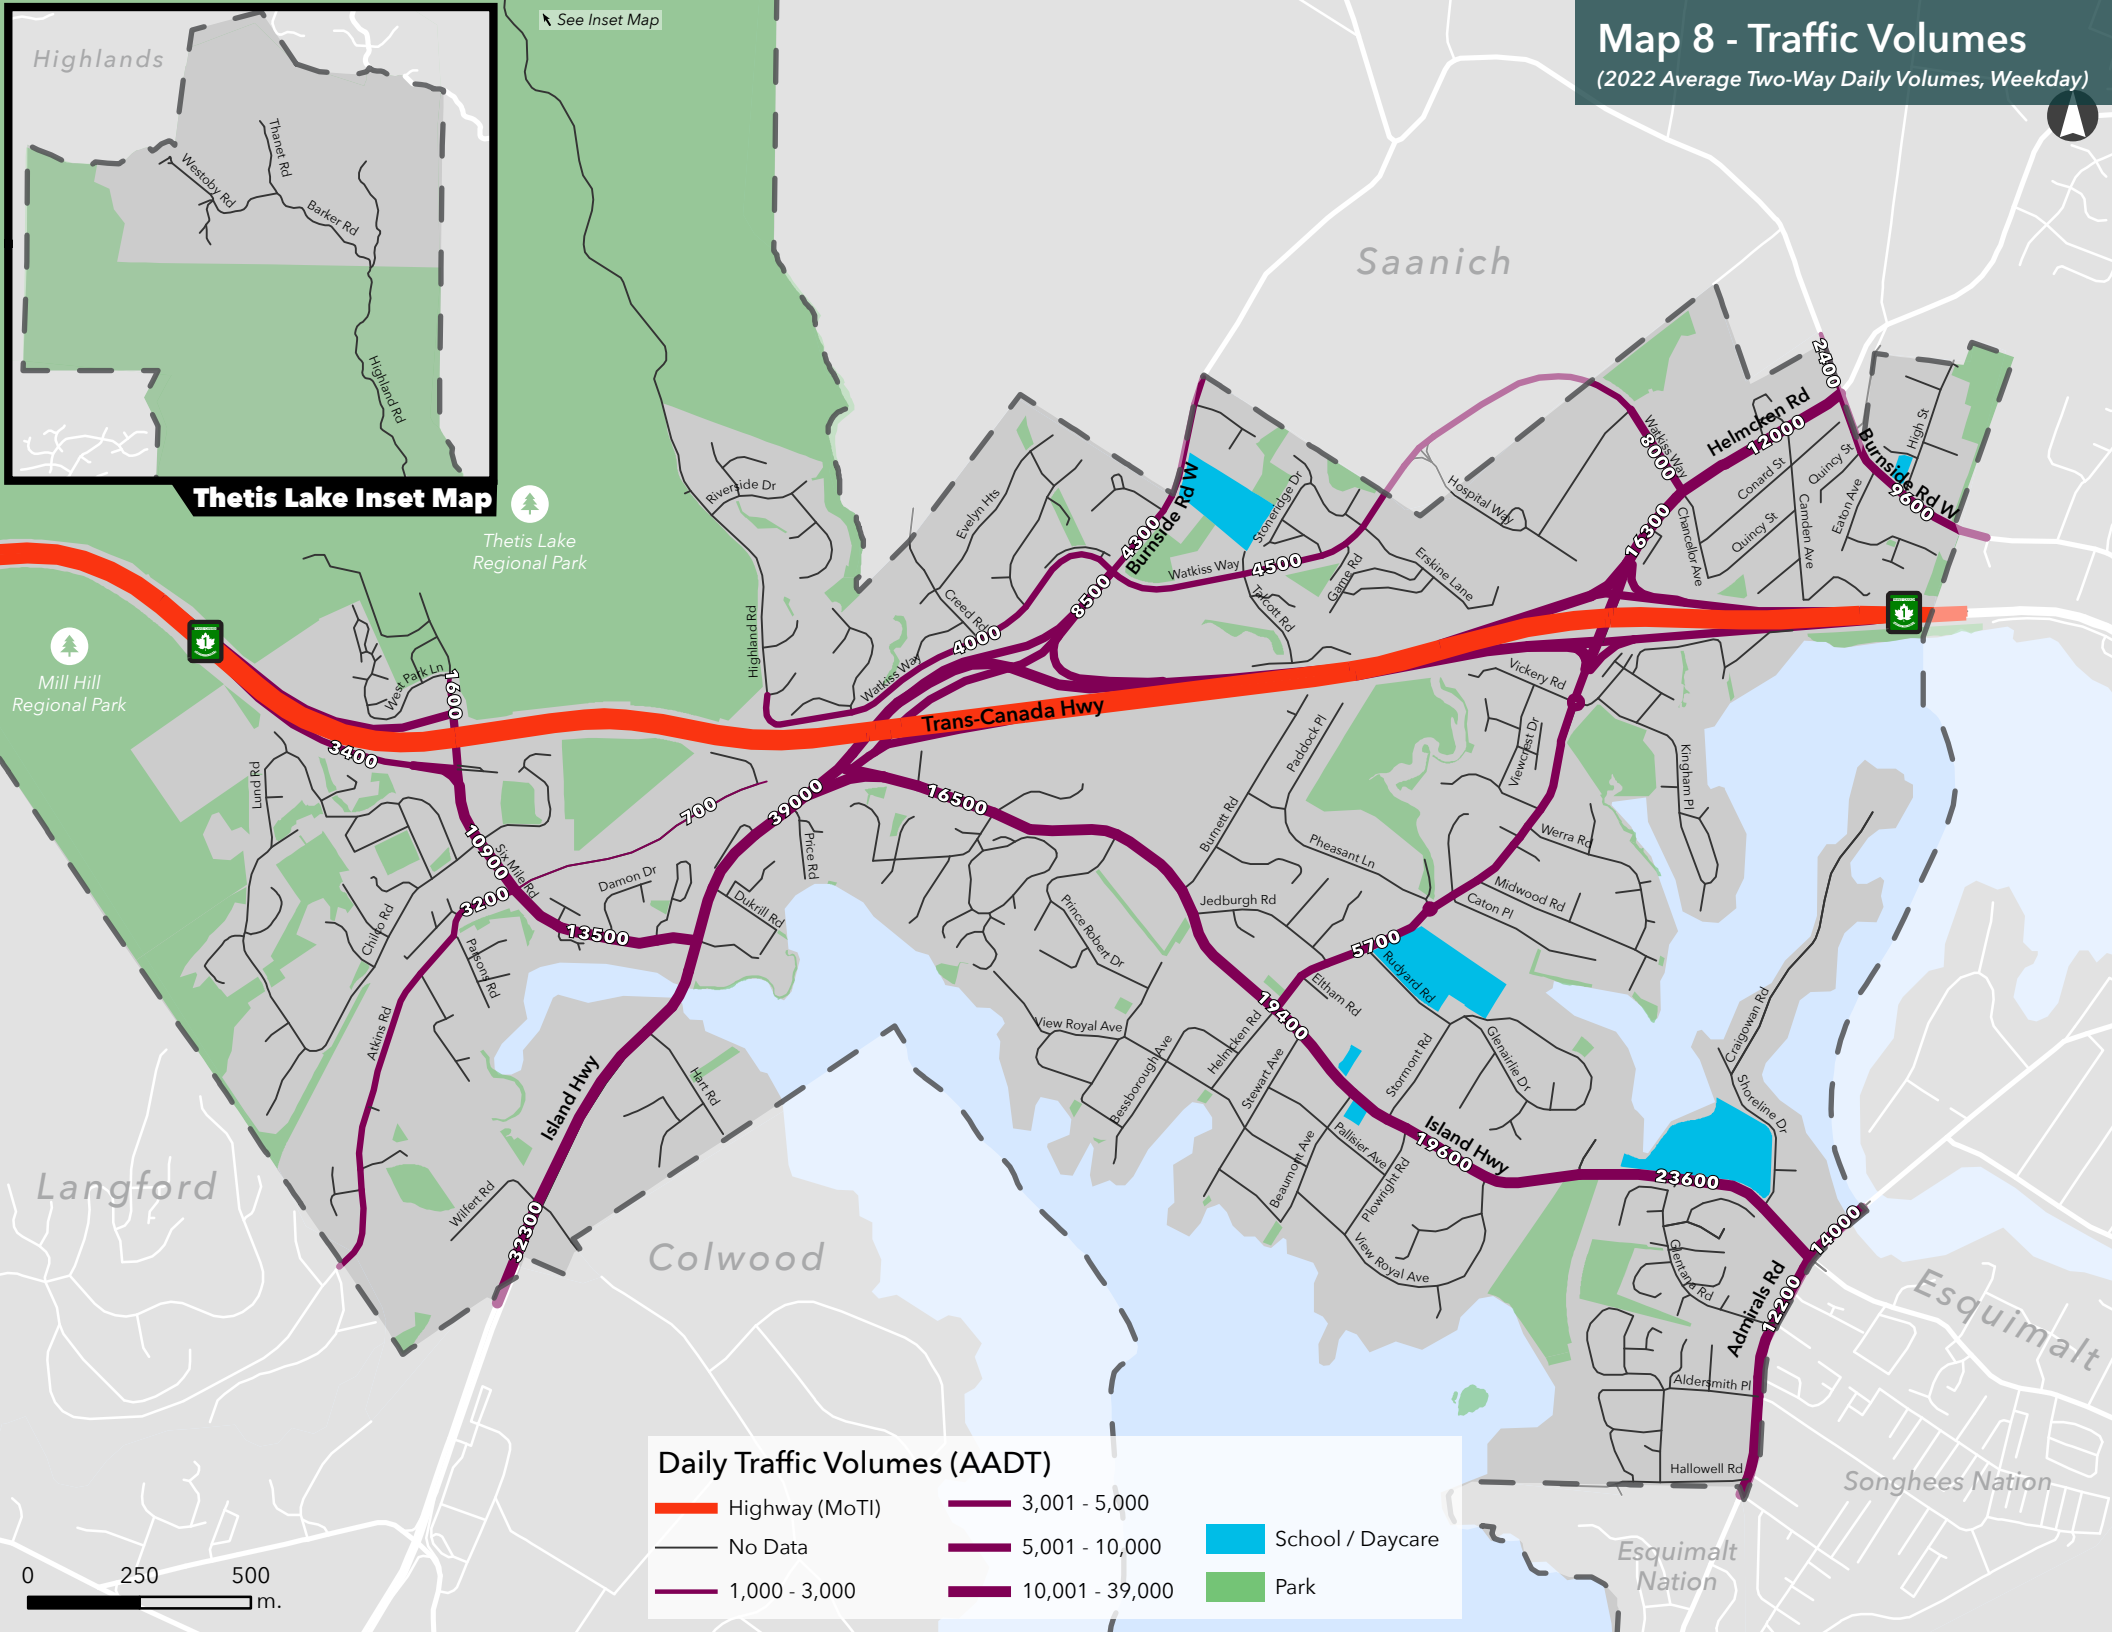 Map 8 - Traffic Volumes
(2022 Average Two-Way Daily Volumes, Weekday)
See Inset Map
Highlands
Thanet Rd
Westoby Rd
Barker Rd
Highland Rd
Thetis Lake Inset Map
Thetis Lake
Regional Park
Mill Hill
Regional Park
Saanich
Langford
Colwood
Esquimalt
Songhees Nation
Esquimalt
Nation
Riverside Dr
Highland Rd
Evelyn Hts
Creed Rd
Watkiss Way
4000
8500
4300
Burnside Rd W
Stoneridge Dr
Watkiss Way
4500
Talcott Rd
Game Rd
Erskine Lane
Hospital Way
Watkiss Way
8000
Helmcken Rd
12000
2400
Burnside Rd W
9600
High St
Conard St
Quincy St
Quincy St
Camden Ave
Eaton Ave
Chancellor Ave
16300
1
1
West Park Ln
1600
3400
Trans-Canada Hwy
Lund Rd
10900
Six Mile Rd
3200
700
39000
16500
Price Rd
Damon Dr
Dukrill Rd
13500
Chilco Rd
Parsons Rd
Atkins Rd
Island Hwy
Hart Rd
Wilfert Rd
32300
Vickery Rd
Viewcrest Dr
Kingham Pl
Paddock Pl
Burnett Rd
Pheasant Ln
Werra Rd
Midwood Rd
Caton Pl
Jedburgh Rd
Prince Robert Dr
5700
Rudyard Rd
Eltham Rd
19400
View Royal Ave
Helmcken Rd
Bessborough Ave
Stewart Ave
Stormont Rd
Glenairlie Dr
Craigowan Rd
Shoreline Dr
Island Hwy
19600
Pallisier Ave
Beaumont Ave
Plowright Rd
View Royal Ave
23600
14000
Glentana Rd
Admirals Rd
12200
Aldersmith Pl
Hallowell Rd
Daily Traffic Volumes (AADT)
Highway (MoTI)
No Data
1,000 - 3,000
3,001 - 5,000
5,001 - 10,000
10,001 - 39,000
School / Daycare
Park
0 250 500
m.